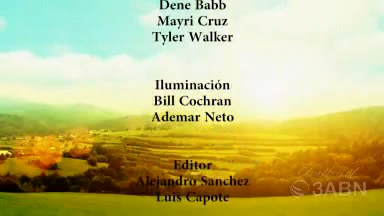 Dene Babb
Mayri Cruz
Tyler Walker
Iluminación
Bill Cochran
Ademar Neto
Editor
Alejandro Sanchez
Luis Capote
3ABN